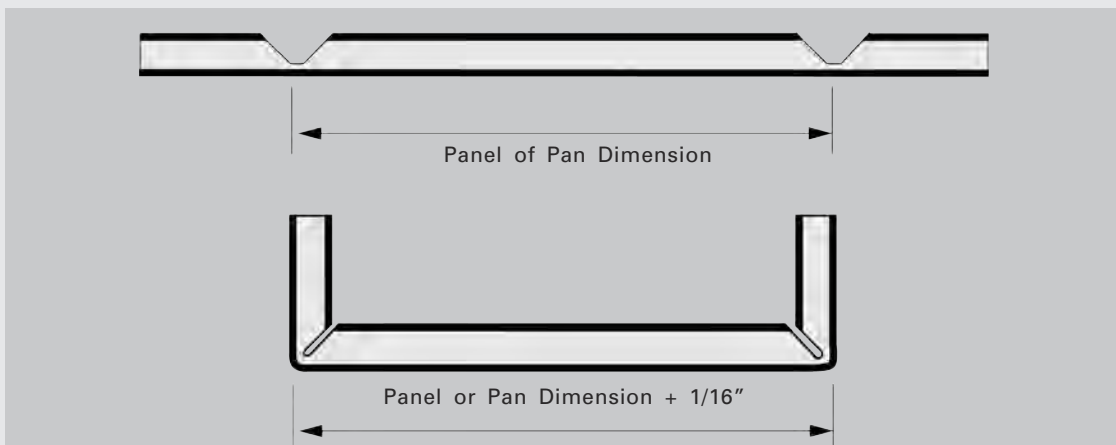 Panel of Pan Dimension
Panel or Pan Dimension + 1/16”